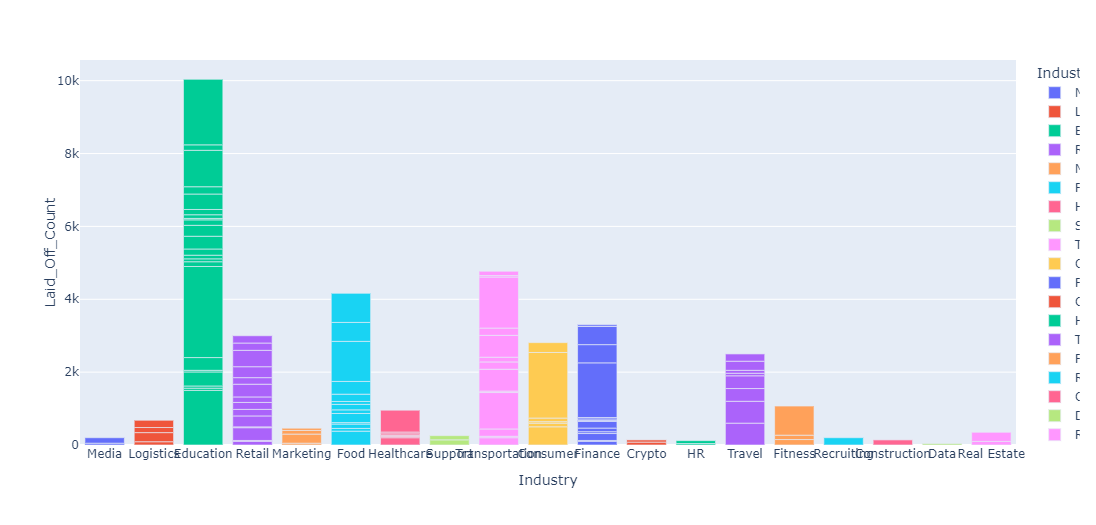 Laid_Off_Count
10k
8k
6k
4k
2k
0
Media Logistics Education Retail Marketing Food Healthcare Support Transportation Consumer Finance Crypto HR Travel Fitness Recruiting Construction Data Real Estate
Industry
Indust
L
E
S
T
H
T
D